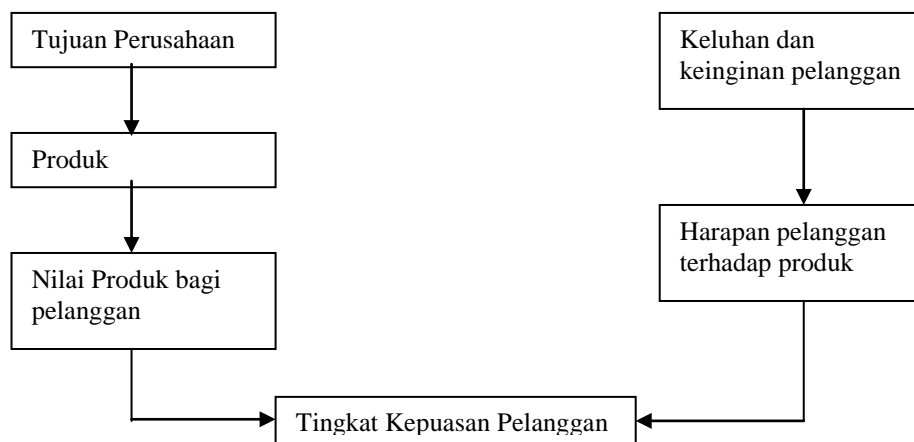 Tujuan Perusahaan
Keluhan dan
keinginan pelanggan
Produk
Harapan pelanggan
terhadap produk
Nilai Produk bagi
pelanggan
Tingkat Kepuasan Pelanggan